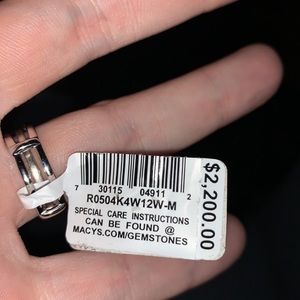 7 30115 04911 2
R0504K4W12W-M
SPECIAL CARE INSTRUCTIONS
CAN BE FOUND @
MACYS.COM/GEMSTONES
$2,200.00